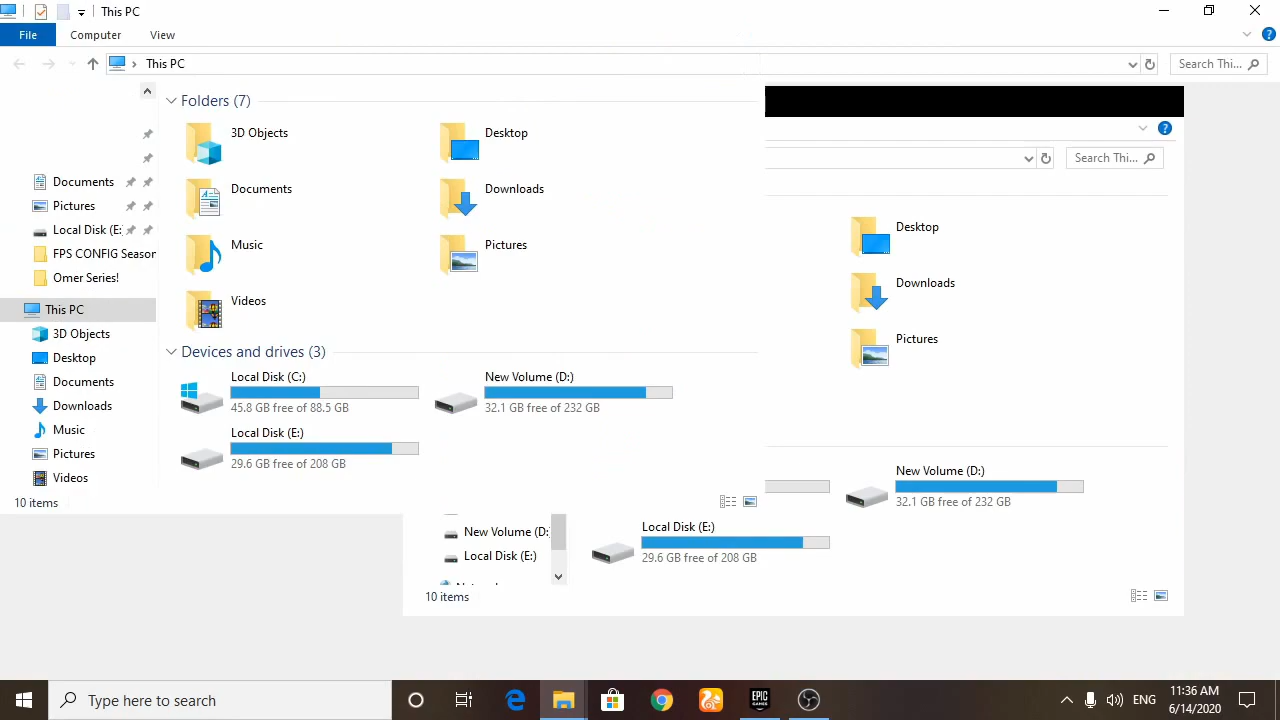 This PC
File
Computer
View
This PC
Search Thi...
Folders (7)
3D Objects
Desktop
Documents
Downloads
Music
Pictures
Videos
Devices and drives (3)
Local Disk (C:)
45.8 GB free of 88.5 GB
New Volume (D:)
32.1 GB free of 232 GB
Local Disk (E:)
29.6 GB free of 208 GB
Documents
Pictures
Local Disk (E:
FPS CONFIG Season
Omer Series!
This PC
3D Objects
Desktop
Documents
Downloads
Music
Pictures
Videos
10 items
Search Thi...
Desktop
Downloads
Pictures
New Volume (D:)
32.1 GB free of 232 GB
Local Disk (E:)
29.6 GB free of 208 GB
New Volume (D:
Local Disk (E:)
10 items
Type here to search
EPIC
GAMES
ENG
11:36 AM
6/14/2020